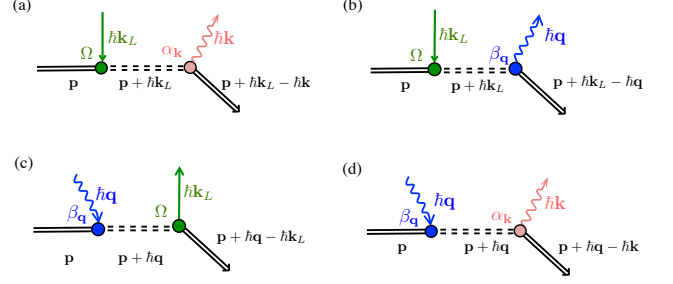 (a)
ħk_L
Ω
α_k
ħk
p
p + ħk_L
p + ħk_L − ħk
(b)
ħk_L
Ω
β_q
ħq
p
p + ħk_L
p + ħk_L − ħq
(c)
ħq
β_q
Ω
ħk_L
p
p + ħq
p + ħq − ħk_L
(d)
ħq
β_q
α_k
ħk
p
p + ħq
p + ħq − ħk